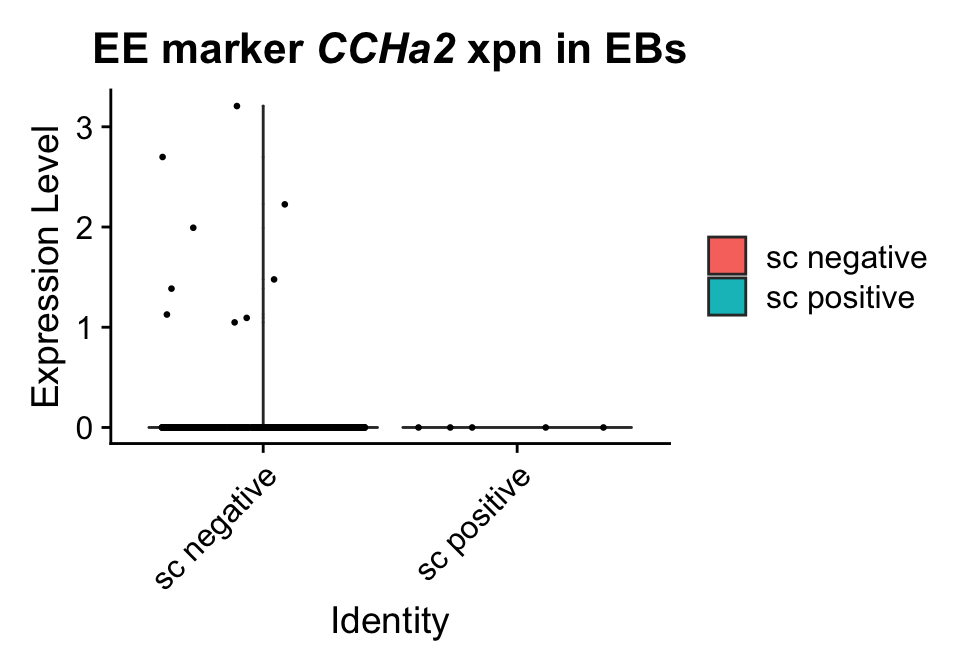 EE marker CCHa2 xpn in EBs
Expression Level
3
2
1
0
sc negative
sc positive
Identity
sc negative
sc positive